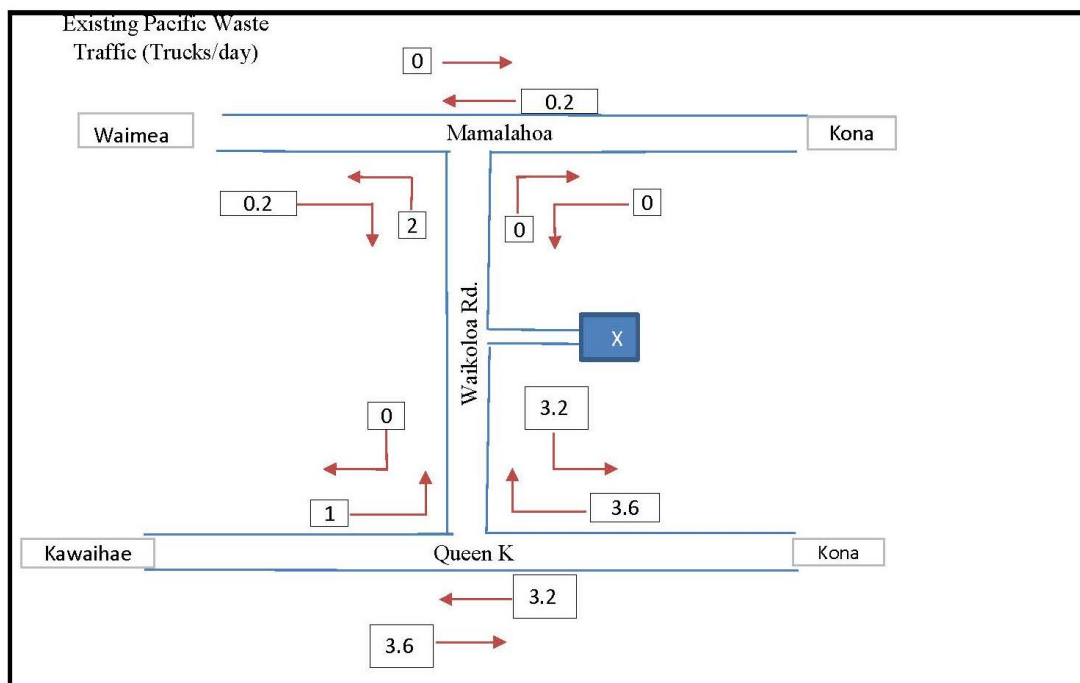 Existing Pacific Waste
Traffic (Trucks/day)
0
0.2
Waimea
Mamalahoa
Kona
0.2
2
0
0
Waikoloa Rd.
X
0
3.2
1
3.6
Kawaihae
Queen K
Kona
3.2
3.6